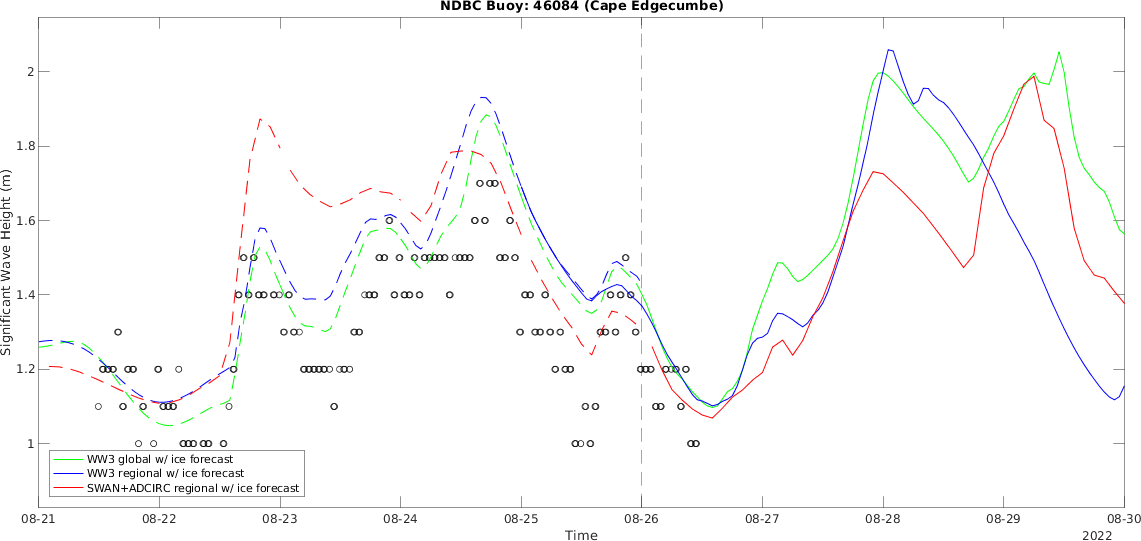 NDBC Buoy: 46084 (Cape Edgecumbe)
Significant Wave Height (m)
2
1.8
1.6
1.4
1.2
1
WW3 global w/ ice forecast
WW3 regional w/ ice forecast
SWAN+ADCIRC regional w/ ice forecast
08-21 08-22 08-23 08-24 08-25 08-26 08-27 08-28 08-29 08-30
Time
2022